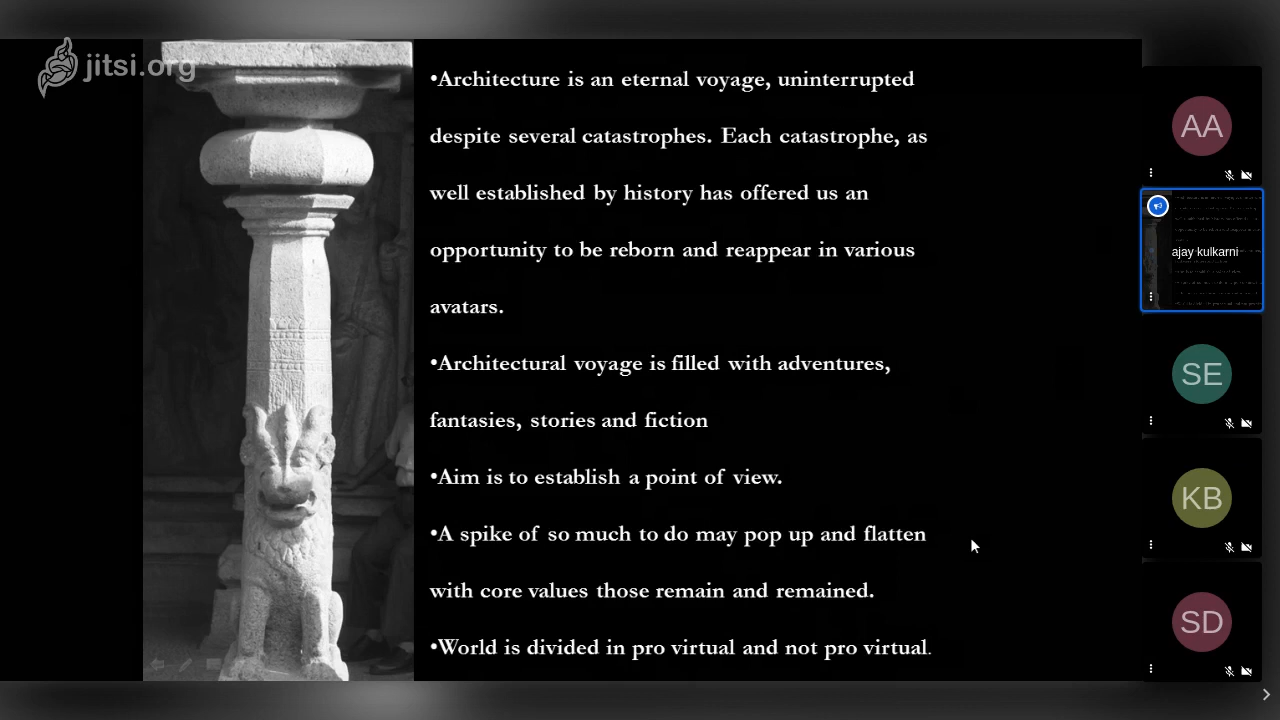 jitsi.org
•Architecture is an eternal voyage, uninterrupted
despite several catastrophes. Each catastrophe, as
well established by history has offered us an
opportunity to be reborn and reappear in various
avatars.
•Architectural voyage is filled with adventures,
fantasies, stories and fiction
•Aim is to establish a point of view.
•A spike of so much to do may pop up and flatten
with core values those remain and remained.
•World is divided in pro virtual and not pro virtual.
AA
ajay kulkarni
SE
KB
SD